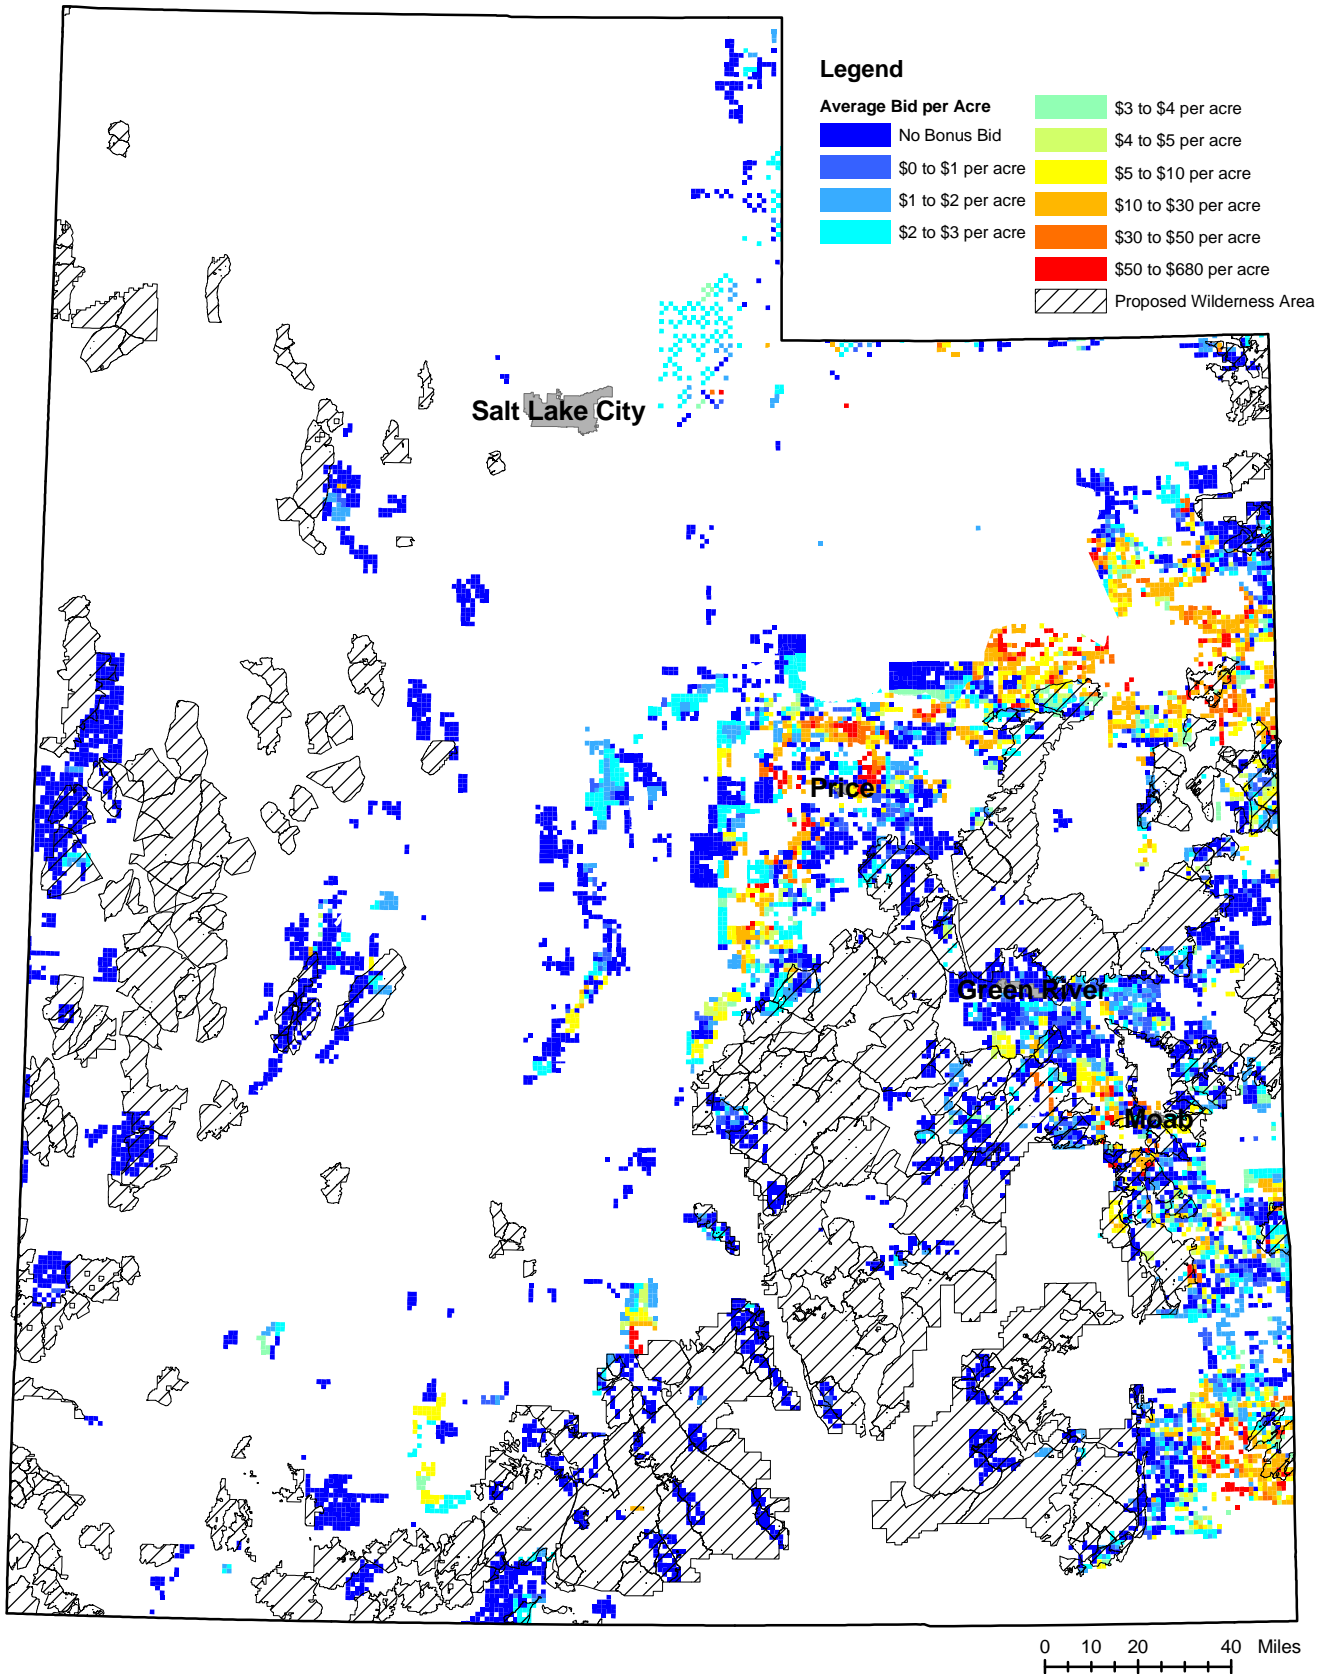 Legend
Average Bid per Acre
No Bonus Bid
$0 to $1 per acre
$1 to $2 per acre
$2 to $3 per acre
$3 to $4 per acre
$4 to $5 per acre
$5 to $10 per acre
$10 to $30 per acre
$30 to $50 per acre
$50 to $680 per acre
Proposed Wilderness Area
Salt Lake City
Price
Green River
Moab
0 10 20 40 Miles